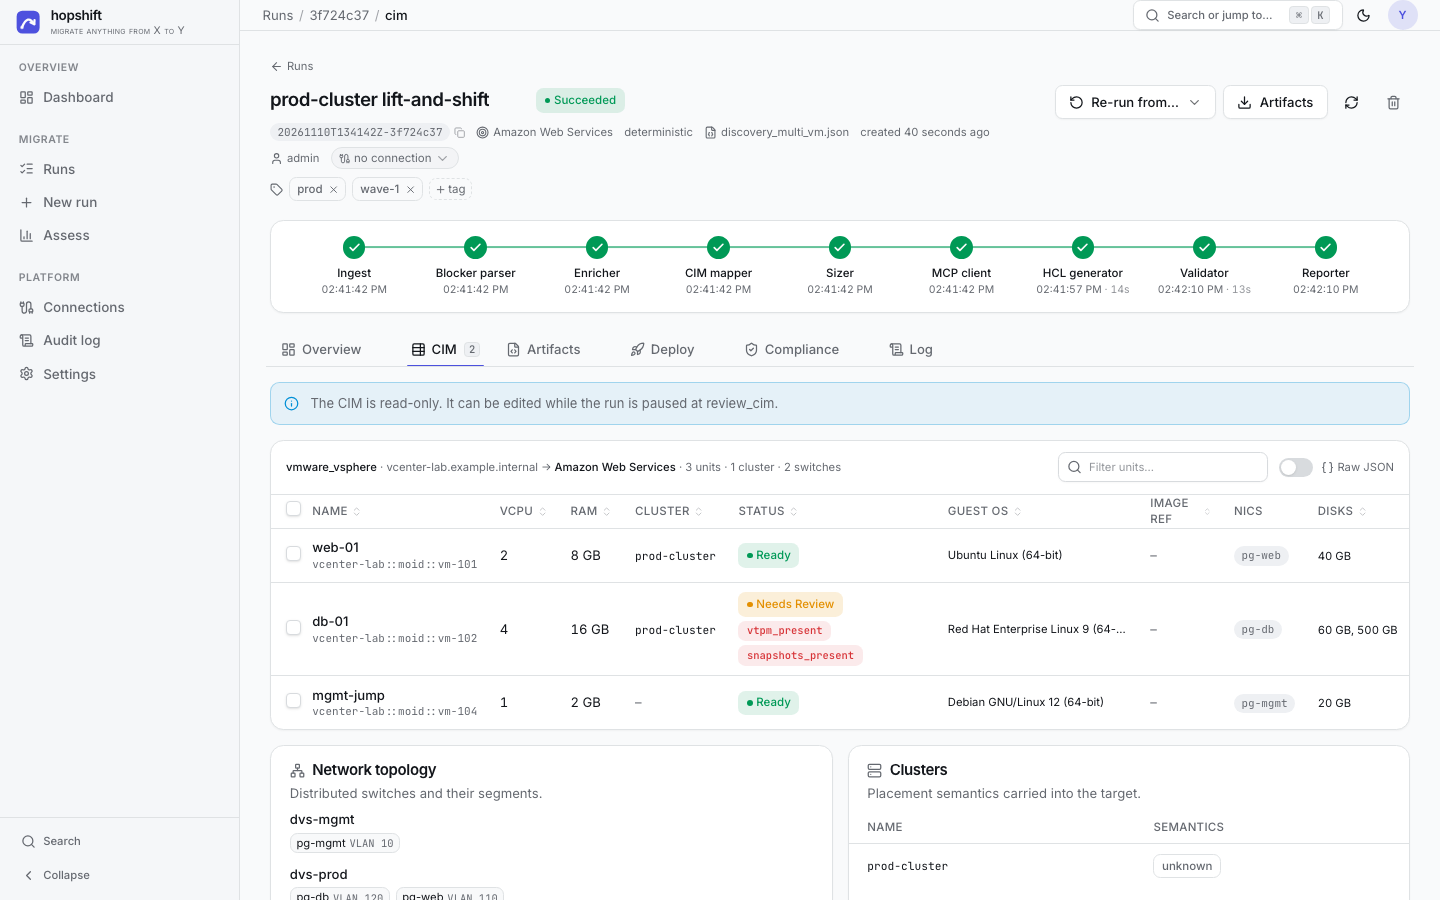 hopshift
MIGRATE ANYTHING FROM X TO Y
OVERVIEW
Dashboard
MIGRATE
Runs
New run
Assess
PLATFORM
Connections
Audit log
Settings
Search
Collapse
Runs / 3f724c37 / cim
Search or jump to... ⌘ K
Y
← Runs
prod-cluster lift-and-shift
Succeeded
Re-run from...
Artifacts
20261110T134142Z-3f724c37 Amazon Web Services deterministic discovery_multi_vm.json created 40 seconds ago
admin no connection
prod × wave-1 × + tag
Ingest Blocker parser Enricher CIM mapper Sizer MCP client HCL generator Validator Reporter
02:41:42 PM 02:41:42 PM 02:41:42 PM 02:41:42 PM 02:41:42 PM 02:41:42 PM 02:41:57 PM · 14s 02:42:10 PM · 13s 02:42:10 PM
Overview CIM 2 Artifacts Deploy Compliance Log
The CIM is read-only. It can be edited while the run is paused at review_cim.
vmware_vsphere · vcenter-lab.example.internal → Amazon Web Services · 3 units · 1 cluster · 2 switches
Filter units...
{ } Raw JSON
NAME VCPU RAM CLUSTER STATUS GUEST OS IMAGE REF NICS DISKS
web-01 2 8 GB prod-cluster Ready Ubuntu Linux (64-bit) – pg-web 40 GB
vcenter-lab::moid::vm-101
Needs Review
db-01 4 16 GB prod-cluster vtpm_present Red Hat Enterprise Linux 9 (64-... – pg-db 60 GB, 500 GB
vcenter-lab::moid::vm-102
snapshots_present
mgmt-jump 1 2 GB – Ready Debian GNU/Linux 12 (64-bit) – pg-mgmt 20 GB
vcenter-lab::moid::vm-104
Network topology
Distributed switches and their segments.
dvs-mgmt
pg-mgmt VLAN 10
dvs-prod
pg-db VLAN 120 pg-web VLAN 110
Clusters
Placement semantics carried into the target.
NAME SEMANTICS
prod-cluster unknown